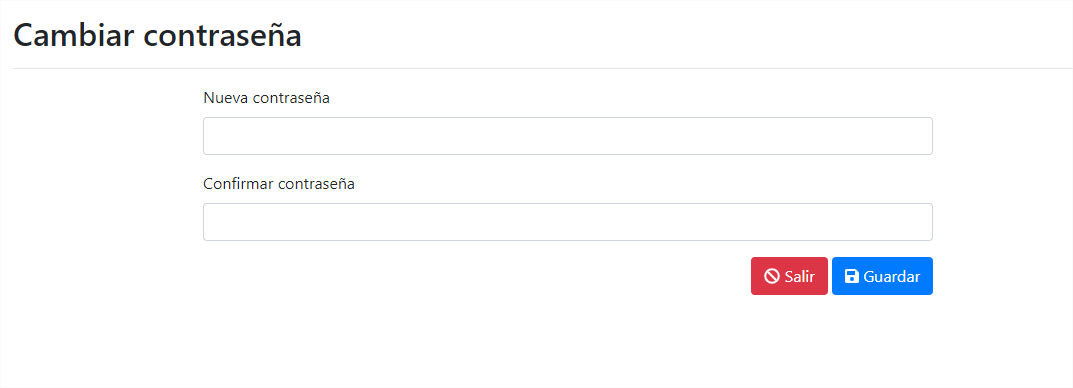 Cambiar contraseña
Nueva contraseña
Confirmar contraseña
Salir Guardar